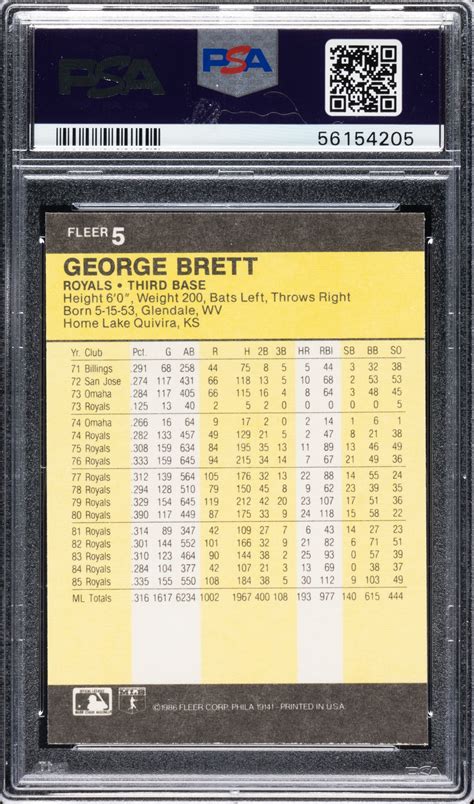 PSA
PSA
56154205
FLEER 5
GEORGE BRETT
ROYALS • THIRD BASE
Height 6'0", Weight 200, Bats Left, Throws Right
Born 5-15-53, Glendale, WV
Home Lake Quivira, KS
Yr. Club Pct. G AB R H 2B 3B HR RBI SB BB SO
71 Billings .291 68 258 44 75 8 5 5 44 3 32 38
72 San Jose .274 117 431 66 118 13 5 10 68 2 53 53
73 Omaha .284 117 405 66 115 16 4 8 64 3 48 45
73 Royals .125 13 40 2 5 2 0 0 0 0 0 5
74 Omaha .266 16 64 9 17 2 0 2 14 1 6 1
74 Royals .282 133 457 49 129 21 5 2 47 8 21 38
75 Royals .308 159 634 84 195 35 13 11 89 13 46 49
76 Royals .333 159 645 94 215 34 14 7 67 21 49 36
77 Royals .312 139 564 105 176 32 13 22 88 14 55 24
78 Royals .294 128 510 79 150 45 8 9 62 23 39 35
79 Royals .329 154 645 119 212 42 20 23 107 17 51 36
80 Royals .390 117 449 87 175 33 9 24 118 15 58 22
81 Royals .314 89 347 42 109 27 7 6 43 14 27 23
82 Royals .301 144 552 101 166 32 9 21 82 6 71 51
83 Royals .310 123 464 90 144 38 2 25 93 0 57 39
84 Royals .284 104 377 42 107 21 3 13 69 0 38 37
85 Royals .335 155 550 108 184 38 5 30 112 9 103 49
ML Totals .316 1617 6234 1002 1967 400 108 193 977 140 615 444
©1986 FLEER CORP. PHILA 19141 - PRINTED IN U.S.A.